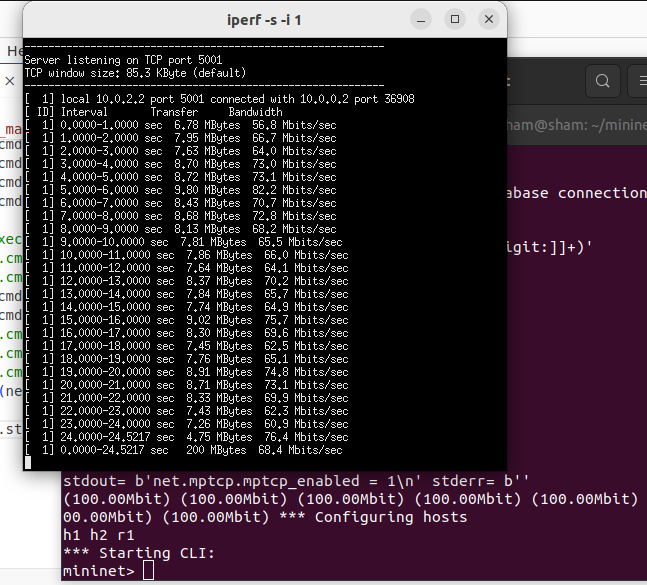 iperf -s -i 1
He
------------------------------------------------------------
Server listening on TCP port 5001
TCP window size: 85.3 KByte (default)
------------------------------------------------------------
[  1] local 10.0.2.2 port 5001 connected with 10.0.0.2 port 36908
[ ID] Interval       Transfer     Bandwidth
[  1] 0.0000-1.0000 sec  6.78 MBytes  56.8 Mbits/sec
[  1] 1.0000-2.0000 sec  7.95 MBytes  66.7 Mbits/sec
[  1] 2.0000-3.0000 sec  7.63 MBytes  64.0 Mbits/sec
[  1] 3.0000-4.0000 sec  8.70 MBytes  73.0 Mbits/sec
[  1] 4.0000-5.0000 sec  8.72 MBytes  73.1 Mbits/sec
[  1] 5.0000-6.0000 sec  9.80 MBytes  82.2 Mbits/sec
[  1] 6.0000-7.0000 sec  8.43 MBytes  70.7 Mbits/sec
[  1] 7.0000-8.0000 sec  8.68 MBytes  72.8 Mbits/sec
[  1] 8.0000-9.0000 sec  8.13 MBytes  68.2 Mbits/sec
[  1] 9.0000-10.0000 sec  7.81 MBytes  65.5 Mbits/sec
[  1] 10.0000-11.0000 sec  7.86 MBytes  66.0 Mbits/sec
[  1] 11.0000-12.0000 sec  7.64 MBytes  64.1 Mbits/sec
[  1] 12.0000-13.0000 sec  8.37 MBytes  70.2 Mbits/sec
[  1] 13.0000-14.0000 sec  7.84 MBytes  65.7 Mbits/sec
[  1] 14.0000-15.0000 sec  7.74 MBytes  64.9 Mbits/sec
[  1] 15.0000-16.0000 sec  9.02 MBytes  75.7 Mbits/sec
[  1] 16.0000-17.0000 sec  8.30 MBytes  69.6 Mbits/sec
[  1] 17.0000-18.0000 sec  7.45 MBytes  62.5 Mbits/sec
[  1] 18.0000-19.0000 sec  7.76 MBytes  65.1 Mbits/sec
[  1] 19.0000-20.0000 sec  8.91 MBytes  74.8 Mbits/sec
[  1] 20.0000-21.0000 sec  8.71 MBytes  73.1 Mbits/sec
[  1] 21.0000-22.0000 sec  8.33 MBytes  69.9 Mbits/sec
[  1] 22.0000-23.0000 sec  7.43 MBytes  62.3 Mbits/sec
[  1] 23.0000-24.0000 sec  7.26 MBytes  60.9 Mbits/sec
[  1] 24.0000-24.5217 sec  4.75 MBytes  76.4 Mbits/sec
[  1] 0.0000-24.5217 sec   200 MBytes  68.4 Mbits/sec
_ma
cmd
cmd
cmd
cmd
xec
.cm
.cm
cmd
cmd
.cm
.cm
.cm
(ne
.st
ham@sham: ~/minine
abase connection
igit:]]+)'
stdout= b'net.mptcp.mptcp_enabled = 1\n' stderr= b''
(100.00Mbit) (100.00Mbit) (100.00Mbit) (100.00Mbit) (100.00Mbit)
00.00Mbit) (100.00Mbit) *** Configuring hosts
h1 h2 r1
*** Starting CLI:
mininet>